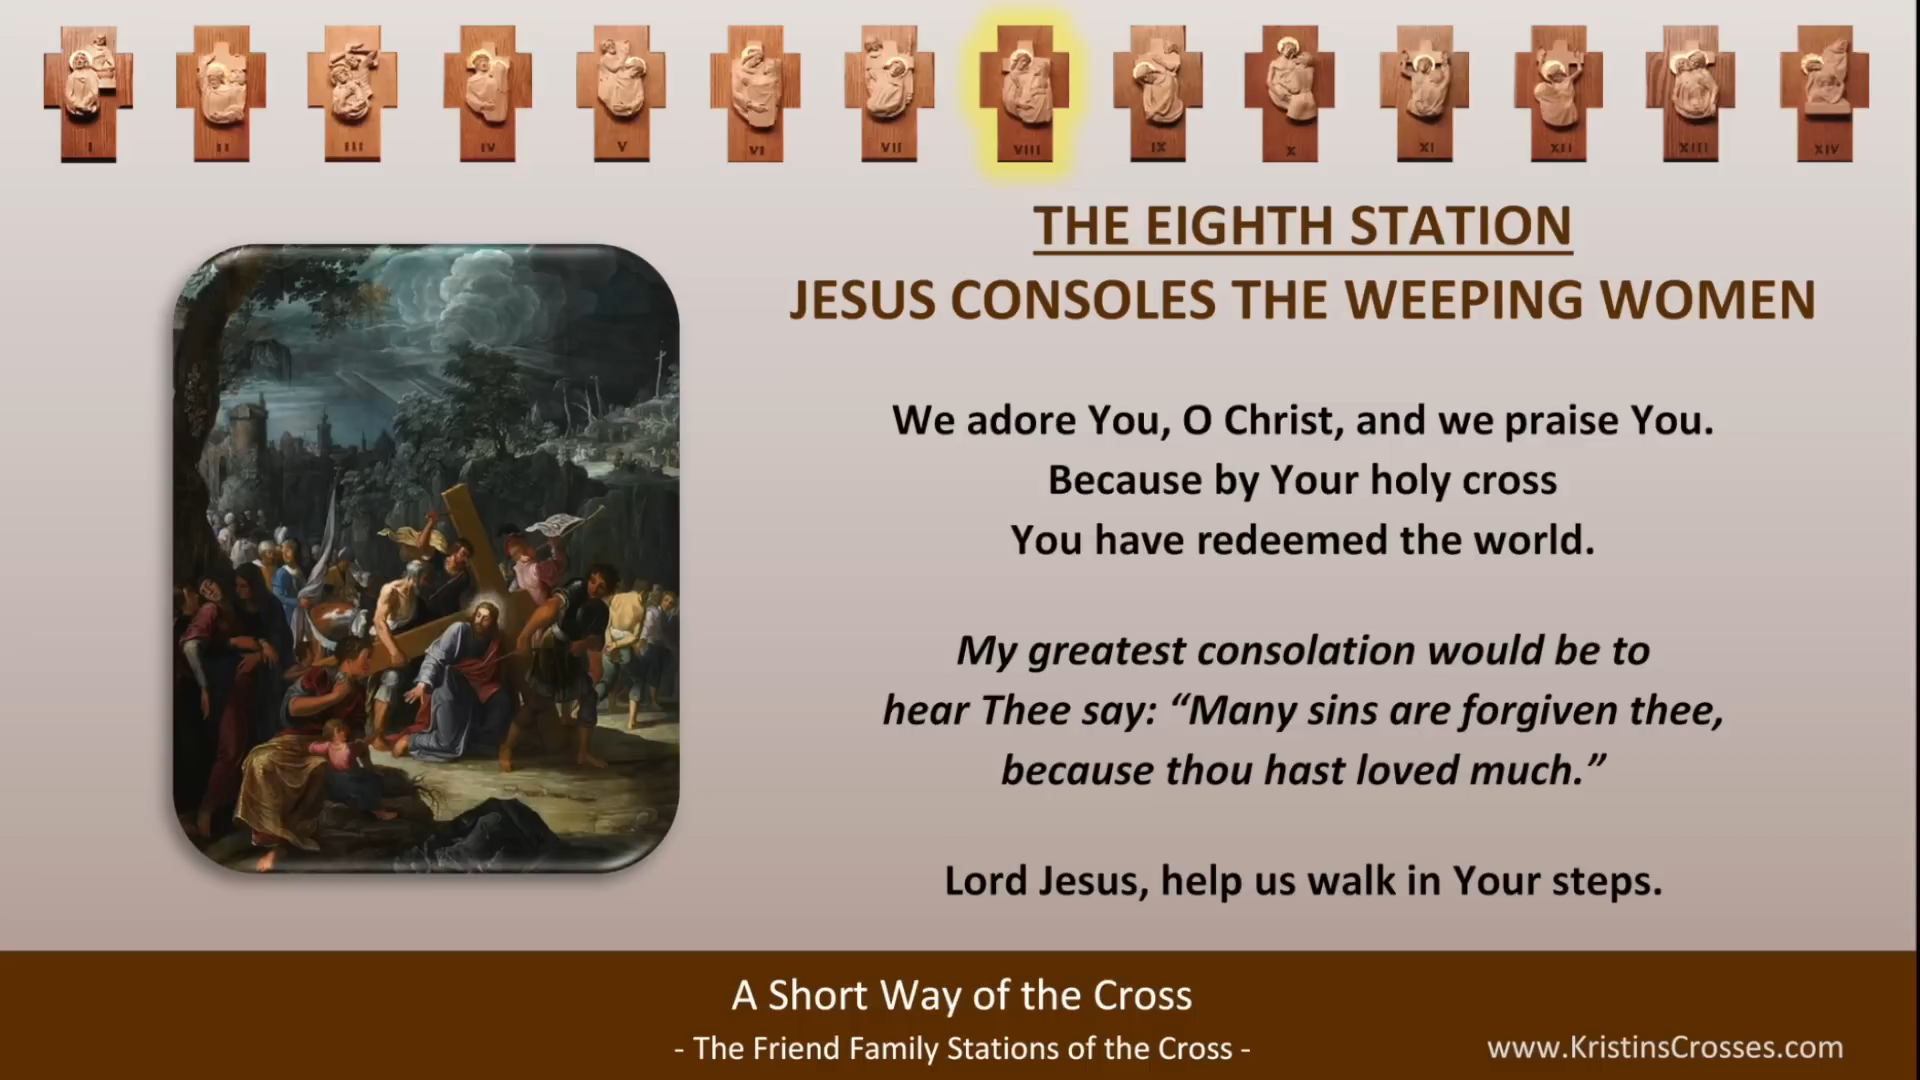 I II III IV V VI VII VIII IX X XI XII XIII XIV
THE EIGHTH STATION
JESUS CONSOLES THE WEEPING WOMEN
We adore You, O Christ, and we praise You.
Because by Your holy cross
You have redeemed the world.
My greatest consolation would be to
hear Thee say: “Many sins are forgiven thee,
because thou hast loved much.”
Lord Jesus, help us walk in Your steps.
A Short Way of the Cross
- The Friend Family Stations of the Cross -
www.KristinsCrosses.com